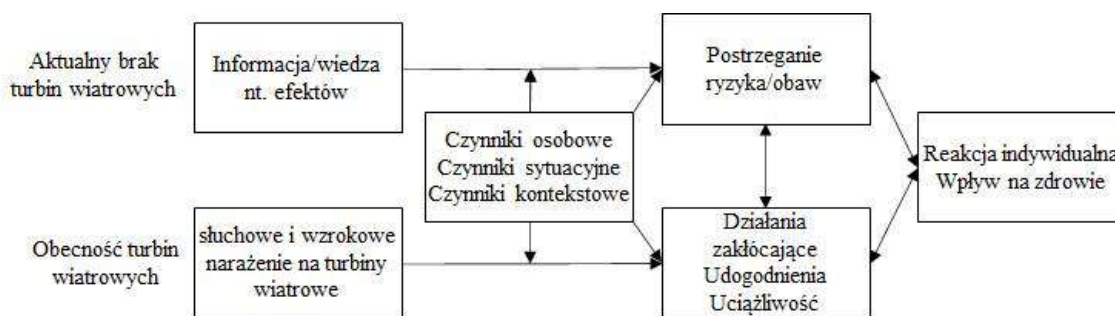 Aktualny brak
turbin wiatrowych
Informacja/wiedza
nt. efektów
Postrzeganie
ryzyka/obaw
Czynniki osobowe
Czynniki sytuacyjne
Czynniki kontekstowe
Reakcja indywidualna
Wpływ na zdrowie
Obecność turbin
wiatrowych
słuchowe i wzrokowe
narażenie na turbiny
wiatrowe
Działania
zakłócające
Udogodnienia
Uciążliwość